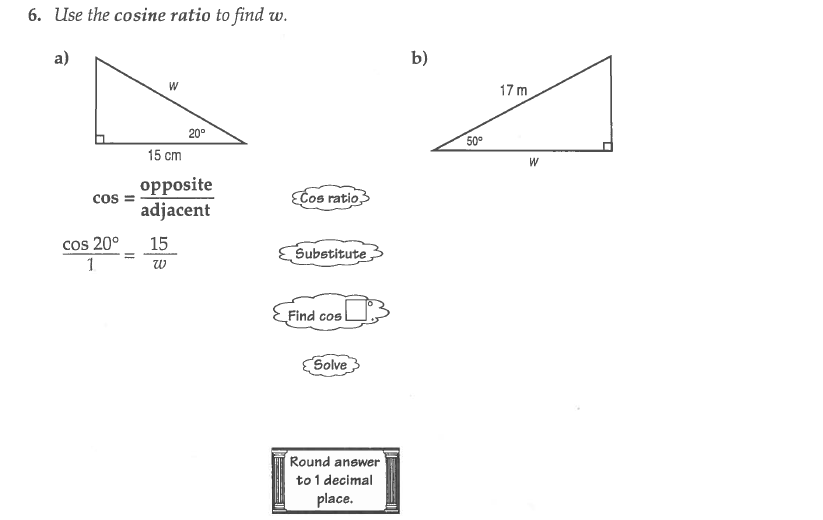 6. Use the cosine ratio to find w.
a)
b)
w
20°
15 cm
17 m
50°
w
cos = opposite / adjacent
Cos ratio
cos 20° / 1 = 15 / w
Substitute
Find cos □°.
Solve
Round answer
to 1 decimal
place.